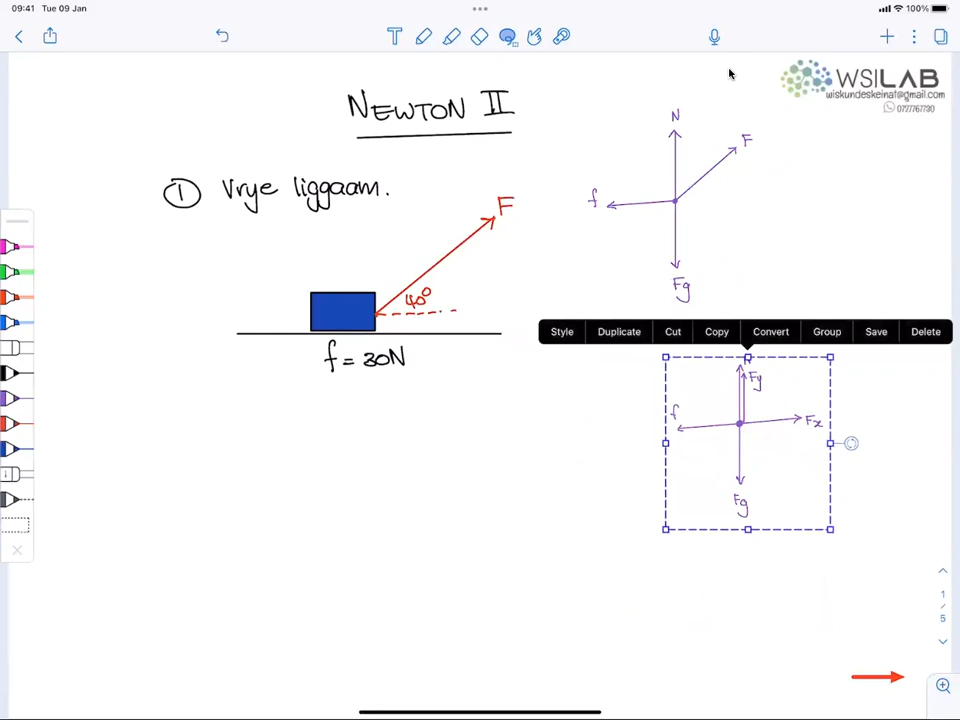 09:41 Tue 09 Jan
100%
WSILAB
wiskundeskeinat@gmail.com
0727767730
NEWTON II
① Vrye liggaam.
F
40°
f = 30N
N
F
f
Fg
Style Duplicate Cut Copy Convert Group Save Delete
N
Fy
f
Fx
Fg
1
/
5